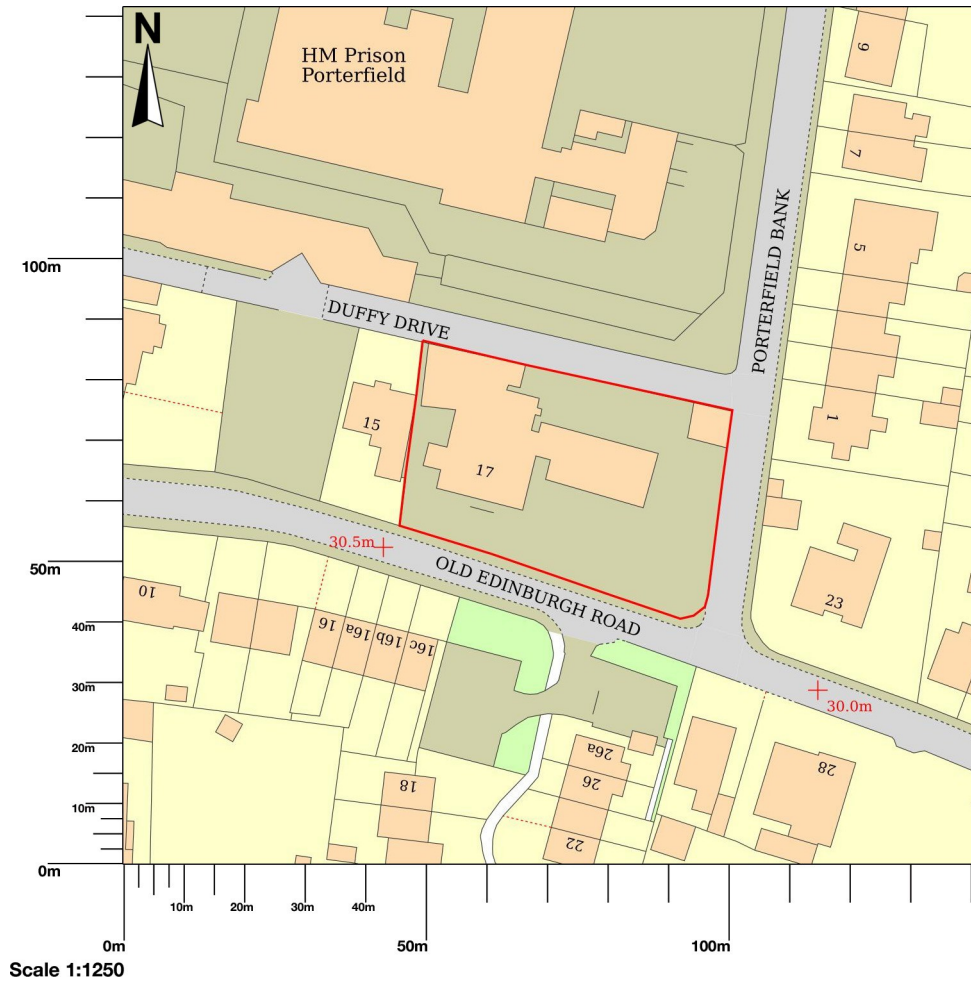 N
HM Prison
Porterfield
9
7
5
1
PORTERFIELD BANK
100m
DUFFY DRIVE
15
17
30.5m
50m
OLD EDINBURGH ROAD
23
10
16
16a
16b
16c
40m
30m
30.0m
20m
26a
26
28
18
10m
22
0m
10m
20m
30m
40m
0m
50m
100m
Scale 1:1250